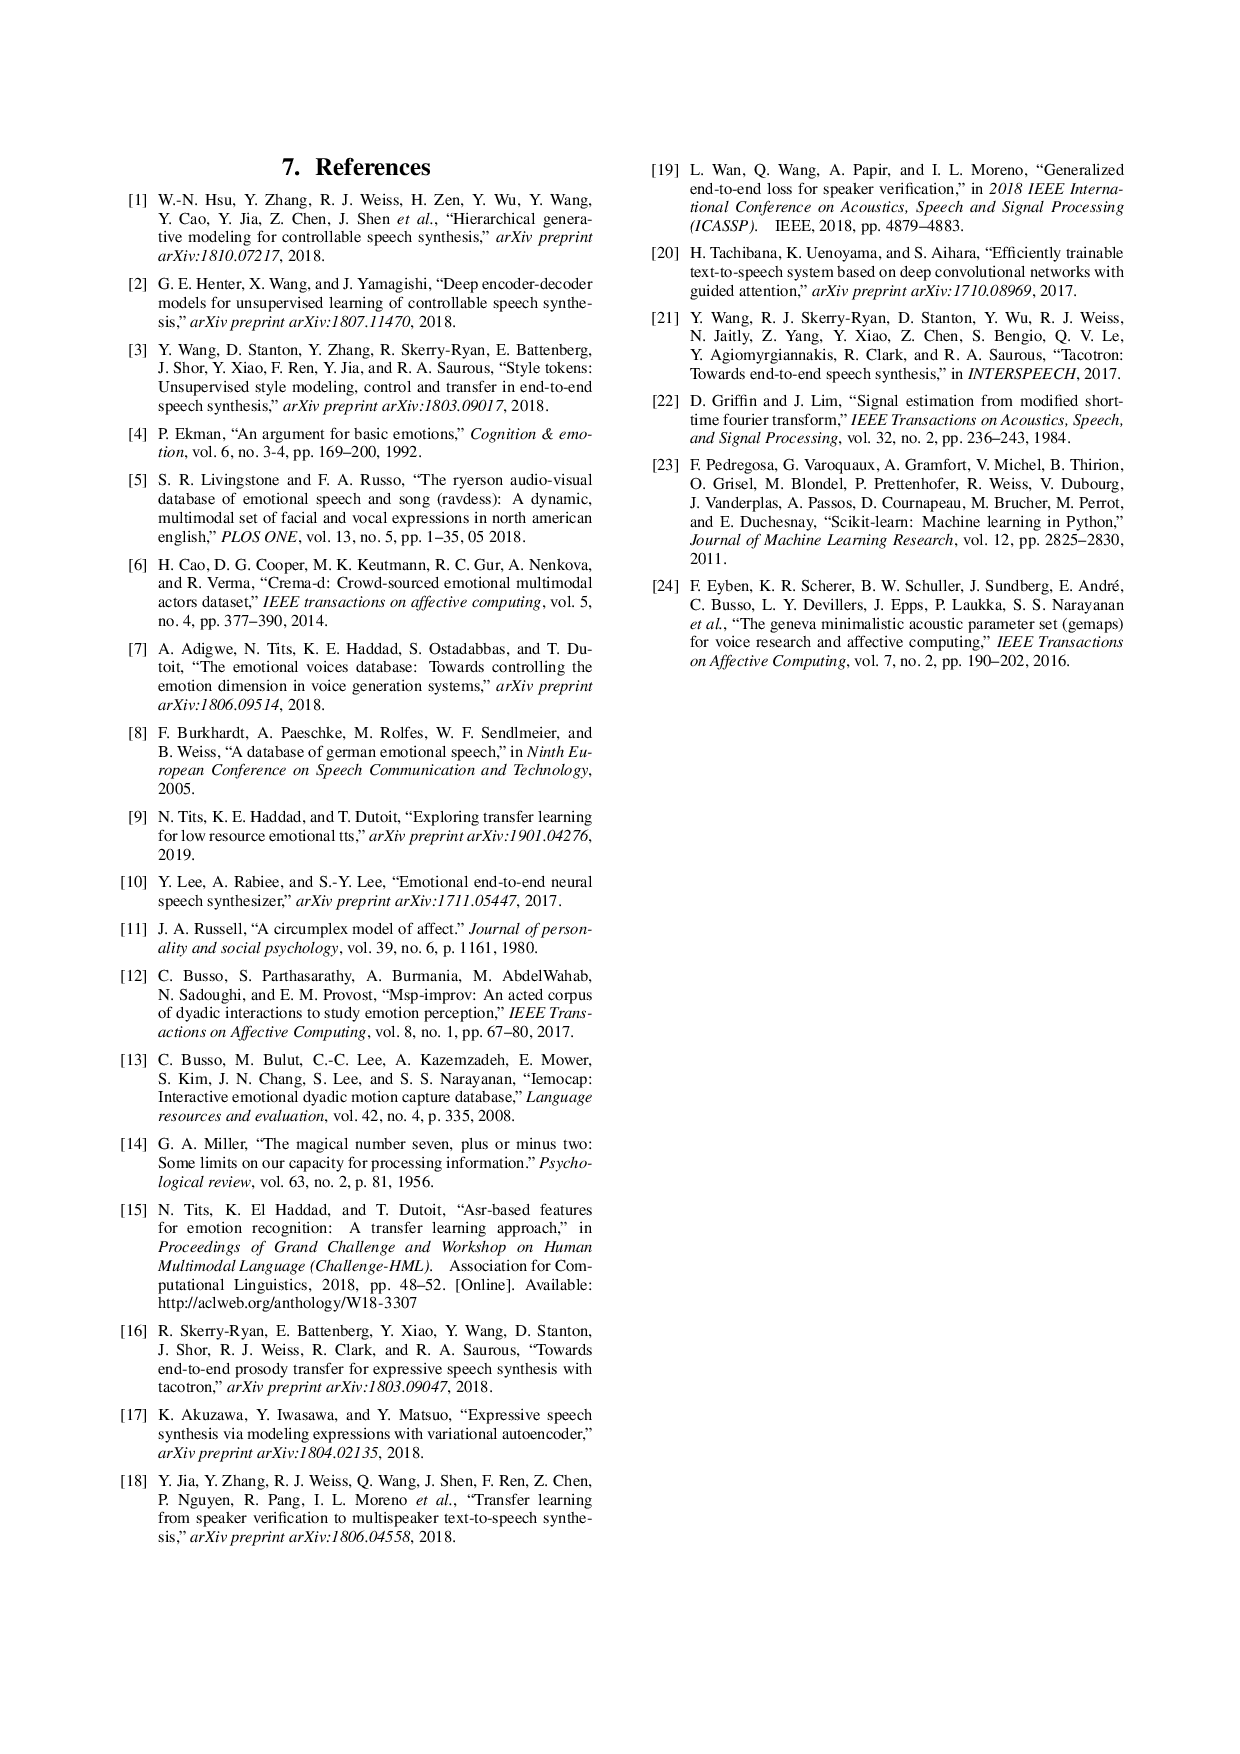 7. References
[1] W.-N. Hsu, Y. Zhang, R. J. Weiss, H. Zen, Y. Wu, Y. Wang,
Y. Cao, Y. Jia, Z. Chen, J. Shen et al., “Hierarchical genera-
tive modeling for controllable speech synthesis,” arXiv preprint
arXiv:1810.07217, 2018.
[2] G. E. Henter, X. Wang, and J. Yamagishi, “Deep encoder-decoder
models for unsupervised learning of controllable speech synthe-
sis,” arXiv preprint arXiv:1807.11470, 2018.
[3] Y. Wang, D. Stanton, Y. Zhang, R. Skerry-Ryan, E. Battenberg,
J. Shor, Y. Xiao, F. Ren, Y. Jia, and R. A. Saurous, “Style tokens:
Unsupervised style modeling, control and transfer in end-to-end
speech synthesis,” arXiv preprint arXiv:1803.09017, 2018.
[4] P. Ekman, “An argument for basic emotions,” Cognition & emo-
tion, vol. 6, no. 3-4, pp. 169–200, 1992.
[5] S. R. Livingstone and F. A. Russo, “The ryerson audio-visual
database of emotional speech and song (ravdess): A dynamic,
multimodal set of facial and vocal expressions in north american
english,” PLOS ONE, vol. 13, no. 5, pp. 1–35, 05 2018.
[6] H. Cao, D. G. Cooper, M. K. Keutmann, R. C. Gur, A. Nenkova,
and R. Verma, “Crema-d: Crowd-sourced emotional multimodal
actors dataset,” IEEE transactions on affective computing, vol. 5,
no. 4, pp. 377–390, 2014.
[7] A. Adigwe, N. Tits, K. E. Haddad, S. Ostadabbas, and T. Du-
toit, “The emotional voices database: Towards controlling the
emotion dimension in voice generation systems,” arXiv preprint
arXiv:1806.09514, 2018.
[8] F. Burkhardt, A. Paeschke, M. Rolfes, W. F. Sendlmeier, and
B. Weiss, “A database of german emotional speech,” in Ninth Eu-
ropean Conference on Speech Communication and Technology,
2005.
[9] N. Tits, K. E. Haddad, and T. Dutoit, “Exploring transfer learning
for low resource emotional tts,” arXiv preprint arXiv:1901.04276,
2019.
[10] Y. Lee, A. Rabiee, and S.-Y. Lee, “Emotional end-to-end neural
speech synthesizer,” arXiv preprint arXiv:1711.05447, 2017.
[11] J. A. Russell, “A circumplex model of affect.” Journal of person-
ality and social psychology, vol. 39, no. 6, p. 1161, 1980.
[12] C. Busso, S. Parthasarathy, A. Burmania, M. AbdelWahab,
N. Sadoughi, and E. M. Provost, “Msp-improv: An acted corpus
of dyadic interactions to study emotion perception,” IEEE Trans-
actions on Affective Computing, vol. 8, no. 1, pp. 67–80, 2017.
[13] C. Busso, M. Bulut, C.-C. Lee, A. Kazemzadeh, E. Mower,
S. Kim, J. N. Chang, S. Lee, and S. S. Narayanan, “Iemocap:
Interactive emotional dyadic motion capture database,” Language
resources and evaluation, vol. 42, no. 4, p. 335, 2008.
[14] G. A. Miller, “The magical number seven, plus or minus two:
Some limits on our capacity for processing information.” Psycho-
logical review, vol. 63, no. 2, p. 81, 1956.
[15] N. Tits, K. El Haddad, and T. Dutoit, “Asr-based features
for emotion recognition: A transfer learning approach,” in
Proceedings of Grand Challenge and Workshop on Human
Multimodal Language (Challenge-HML). Association for Com-
putational Linguistics, 2018, pp. 48–52. [Online]. Available:
http://aclweb.org/anthology/W18-3307
[16] R. Skerry-Ryan, E. Battenberg, Y. Xiao, Y. Wang, D. Stanton,
J. Shor, R. J. Weiss, R. Clark, and R. A. Saurous, “Towards
end-to-end prosody transfer for expressive speech synthesis with
tacotron,” arXiv preprint arXiv:1803.09047, 2018.
[17] K. Akuzawa, Y. Iwasawa, and Y. Matsuo, “Expressive speech
synthesis via modeling expressions with variational autoencoder,”
arXiv preprint arXiv:1804.02135, 2018.
[18] Y. Jia, Y. Zhang, R. J. Weiss, Q. Wang, J. Shen, F. Ren, Z. Chen,
P. Nguyen, R. Pang, I. L. Moreno et al., “Transfer learning
from speaker verification to multispeaker text-to-speech synthe-
sis,” arXiv preprint arXiv:1806.04558, 2018.
[19] L. Wan, Q. Wang, A. Papir, and I. L. Moreno, “Generalized
end-to-end loss for speaker verification,” in 2018 IEEE Interna-
tional Conference on Acoustics, Speech and Signal Processing
(ICASSP). IEEE, 2018, pp. 4879–4883.
[20] H. Tachibana, K. Uenoyama, and S. Aihara, “Efficiently trainable
text-to-speech system based on deep convolutional networks with
guided attention,” arXiv preprint arXiv:1710.08969, 2017.
[21] Y. Wang, R. J. Skerry-Ryan, D. Stanton, Y. Wu, R. J. Weiss,
N. Jaitly, Z. Yang, Y. Xiao, Z. Chen, S. Bengio, Q. V. Le,
Y. Agiomyrgiannakis, R. Clark, and R. A. Saurous, “Tacotron:
Towards end-to-end speech synthesis,” in INTERSPEECH, 2017.
[22] D. Griffin and J. Lim, “Signal estimation from modified short-
time fourier transform,” IEEE Transactions on Acoustics, Speech,
and Signal Processing, vol. 32, no. 2, pp. 236–243, 1984.
[23] F. Pedregosa, G. Varoquaux, A. Gramfort, V. Michel, B. Thirion,
O. Grisel, M. Blondel, P. Prettenhofer, R. Weiss, V. Dubourg,
J. Vanderplas, A. Passos, D. Cournapeau, M. Brucher, M. Perrot,
and E. Duchesnay, “Scikit-learn: Machine learning in Python,”
Journal of Machine Learning Research, vol. 12, pp. 2825–2830,
2011.
[24] F. Eyben, K. R. Scherer, B. W. Schuller, J. Sundberg, E. André,
C. Busso, L. Y. Devillers, J. Epps, P. Laukka, S. S. Narayanan
et al., “The geneva minimalistic acoustic parameter set (gemaps)
for voice research and affective computing,” IEEE Transactions
on Affective Computing, vol. 7, no. 2, pp. 190–202, 2016.